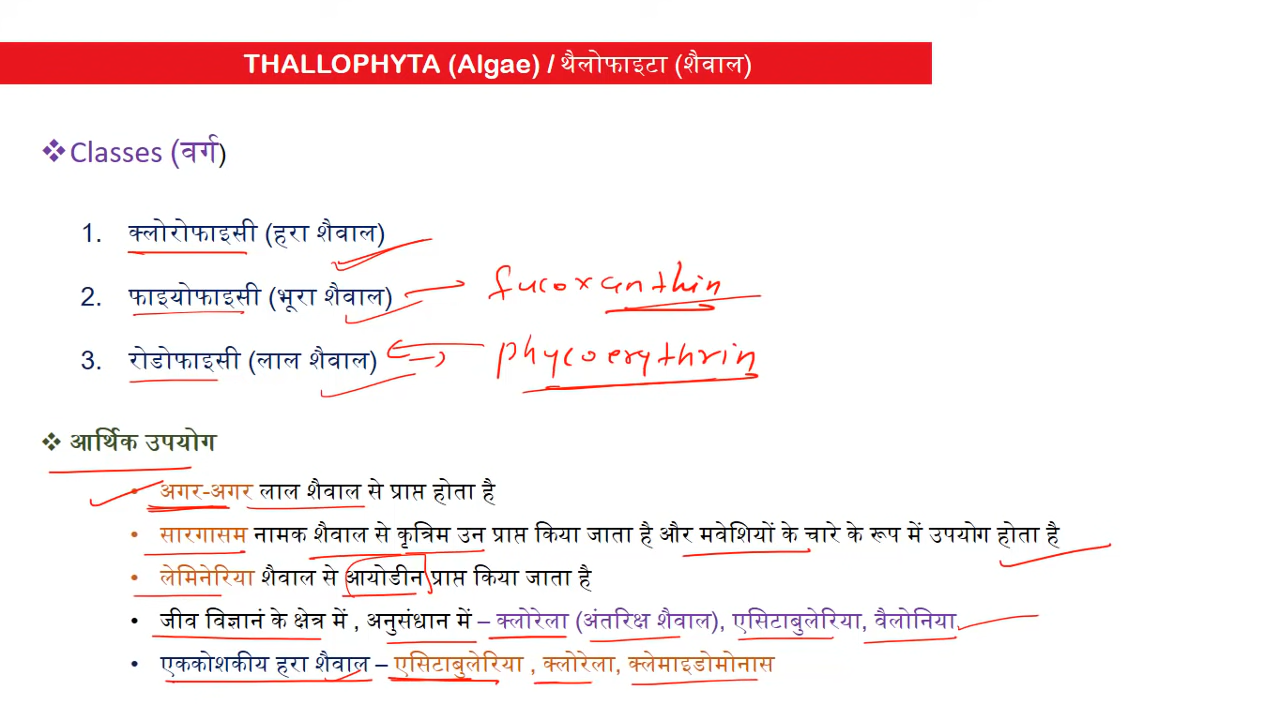 THALLOPHYTA (Algae) / थैलोफाइटा (शैवाल)
❖Classes (वर्ग)
1. क्लोरोफाइसी (हरा शैवाल)
2. फाइयोफाइसी (भूरा शैवाल) fucoxanthin
3. रोडोफाइसी (लाल शैवाल) phycoerythrin
❖ आर्थिक उपयोग
• अगर-अगर लाल शैवाल से प्राप्त होता है
• सारगासम नामक शैवाल से कृत्रिम उन प्राप्त किया जाता है और मवेशियों के चारे के रूप में उपयोग होता है
• लेमिनेरिया शैवाल से आयोडीन प्राप्त किया जाता है
• जीव विज्ञानं के क्षेत्र में , अनुसंधान में – क्लोरेला (अंतरिक्ष शैवाल), एसिटाबुलेरिया, वैलोनिया
• एककोशकीय हरा शैवाल – एसिटाबुलेरिया , क्लोरेला, क्लेमाइडोमोनास